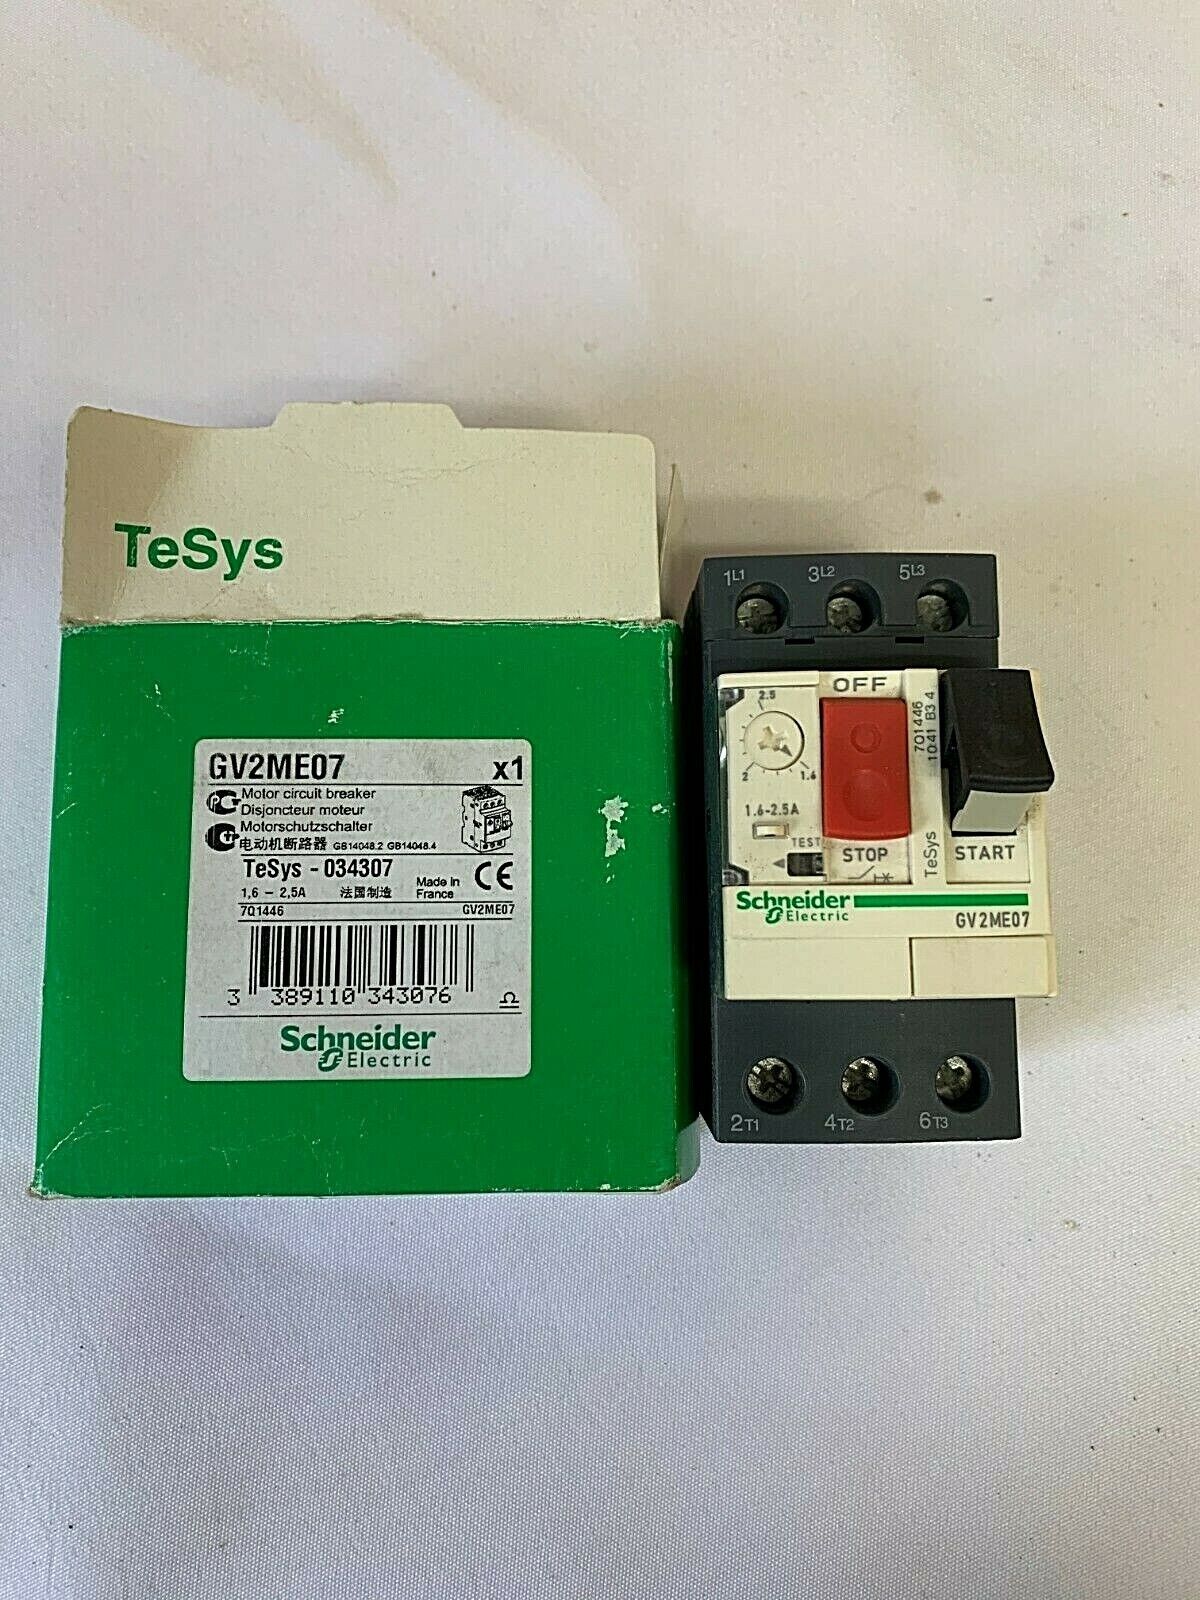 TeSys
GV2ME07 x1
Motor circuit breaker
Disjoncteur moteur
Motorschutzschalter
电动机断路器 GB14048.2 GB14048.4
TeSys - 034307
1,6 - 2,5A 法国制造 Made in France CE
7Q1446 GV2ME07
3 389110 343076
Schneider
Electric
1L1 3L2 5L3
OFF
2.5
2 1.6
1.6-2.5A
TEST
STOP
7Q1446
1041 B3 4
TeSys
START
Schneider
Electric
GV2ME07
2T1 4T2 6T3